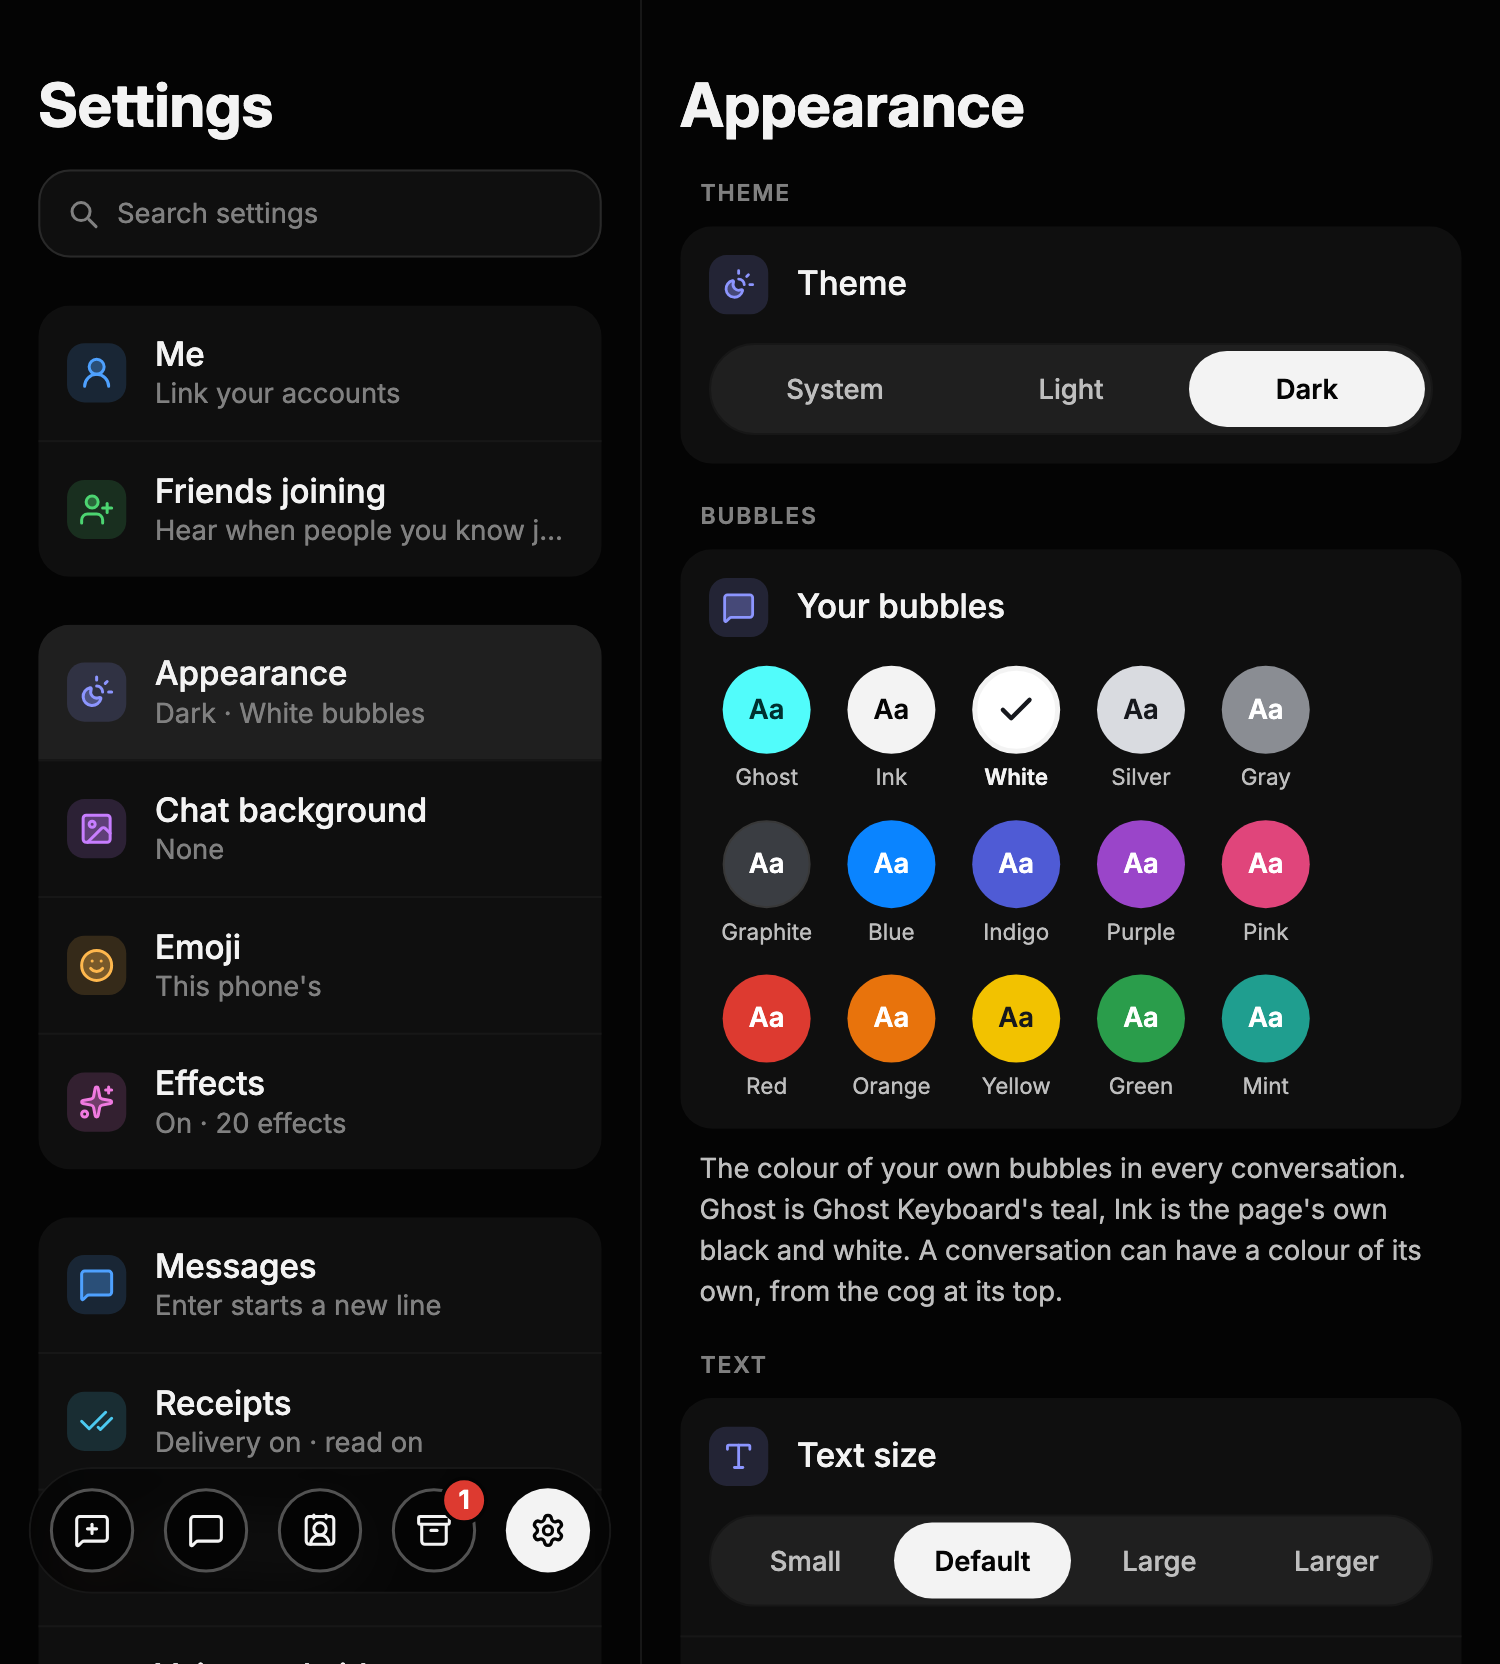 Settings
Search settings
Me
Link your accounts
Friends joining
Hear when people you know j...
Appearance
Dark · White bubbles
Chat background
None
Emoji
This phone's
Effects
On · 20 effects
Messages
Enter starts a new line
Receipts
Delivery on · read on
1
Appearance
THEME
Theme
System Light Dark
BUBBLES
Your bubbles
Aa Aa Aa Aa
Ghost Ink White Silver Gray
Aa Aa Aa Aa Aa
Graphite Blue Indigo Purple Pink
Aa Aa Aa Aa Aa
Red Orange Yellow Green Mint
The colour of your own bubbles in every conversation.
Ghost is Ghost Keyboard's teal, Ink is the page's own
black and white. A conversation can have a colour of its
own, from the cog at its top.
TEXT
Text size
Small Default Large Larger